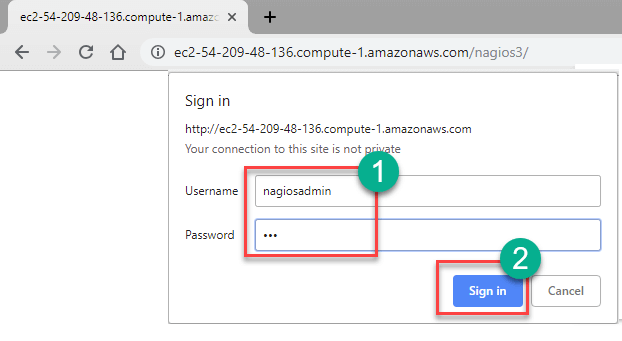 ec2-54-209-48-136.compute-1.amaz
ec2-54-209-48-136.compute-1.amazonaws.com/nagios3/
Sign in
http://ec2-54-209-48-136.compute-1.amazonaws.com
Your connection to this site is not private
1
Username nagiosadmin
Password •••
2
Sign in Cancel